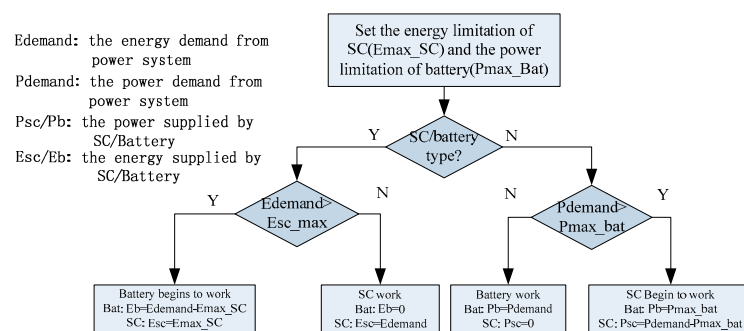 Edemand: the energy demand from
power system
Pdemand: the power demand from
power system
Psc/Pb: the power supplied by
SC/Battery
Esc/Eb: the energy supplied by
SC/Battery
Set the energy limitation of
SC(Emax_SC) and the power
limitation of battery(Pmax_Bat)
Y
SC/battery
type?
N
Y
Edemand>
Esc_max
N
N
Pdemand>
Pmax_bat
Y
Battery begins to work
Bat: Eb=Edemand-Emax_SC
SC: Esc=Emax_SC
SC work
Bat: Eb=0
SC: Esc=Edemand
Battery work
Bat: Pb=Pdemand
SC: Psc=0
SC Begin to work
Bat: Pb=Pmax_bat
SC: Psc=Pdemand-Pmax_bat